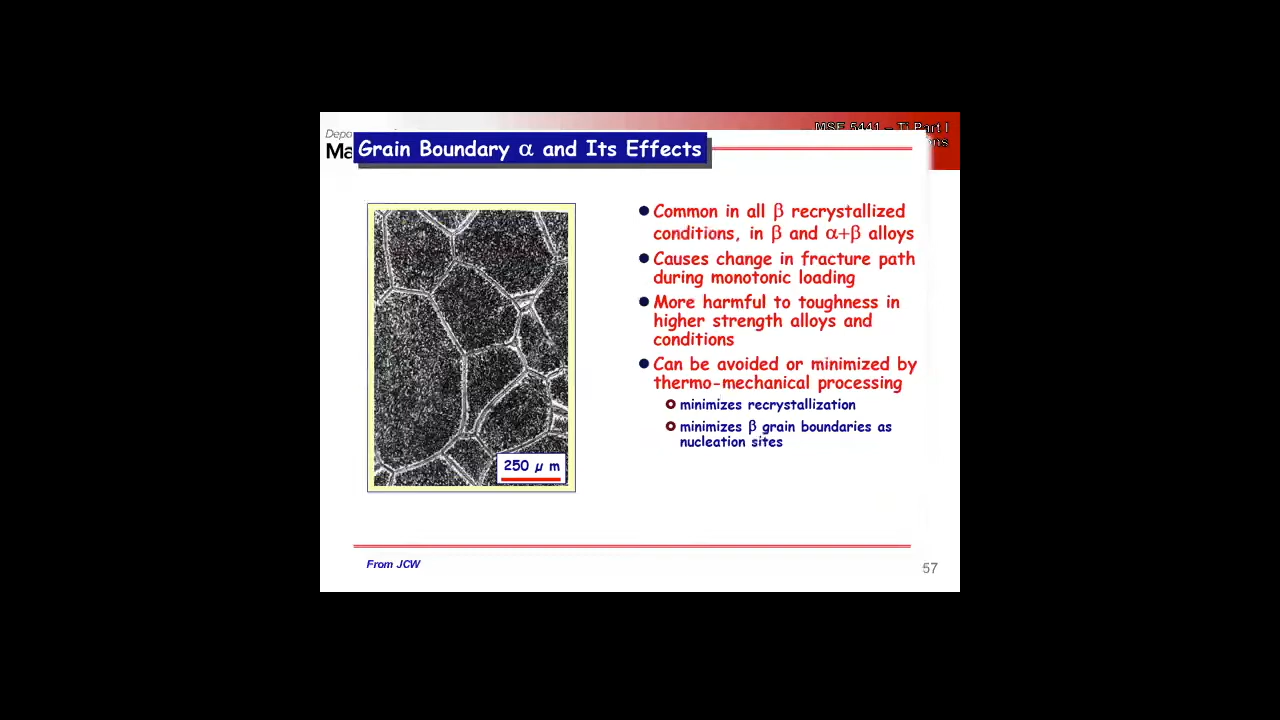 MSE 5441 – Ti Part I
Grain Boundary α and Its Effects
Common in all β recrystallized
conditions, in β and α+β alloys
Causes change in fracture path
during monotonic loading
More harmful to toughness in
higher strength alloys and
conditions
Can be avoided or minimized by
thermo-mechanical processing
minimizes recrystallization
minimizes β grain boundaries as
nucleation sites
250 µ m
From JCW
57